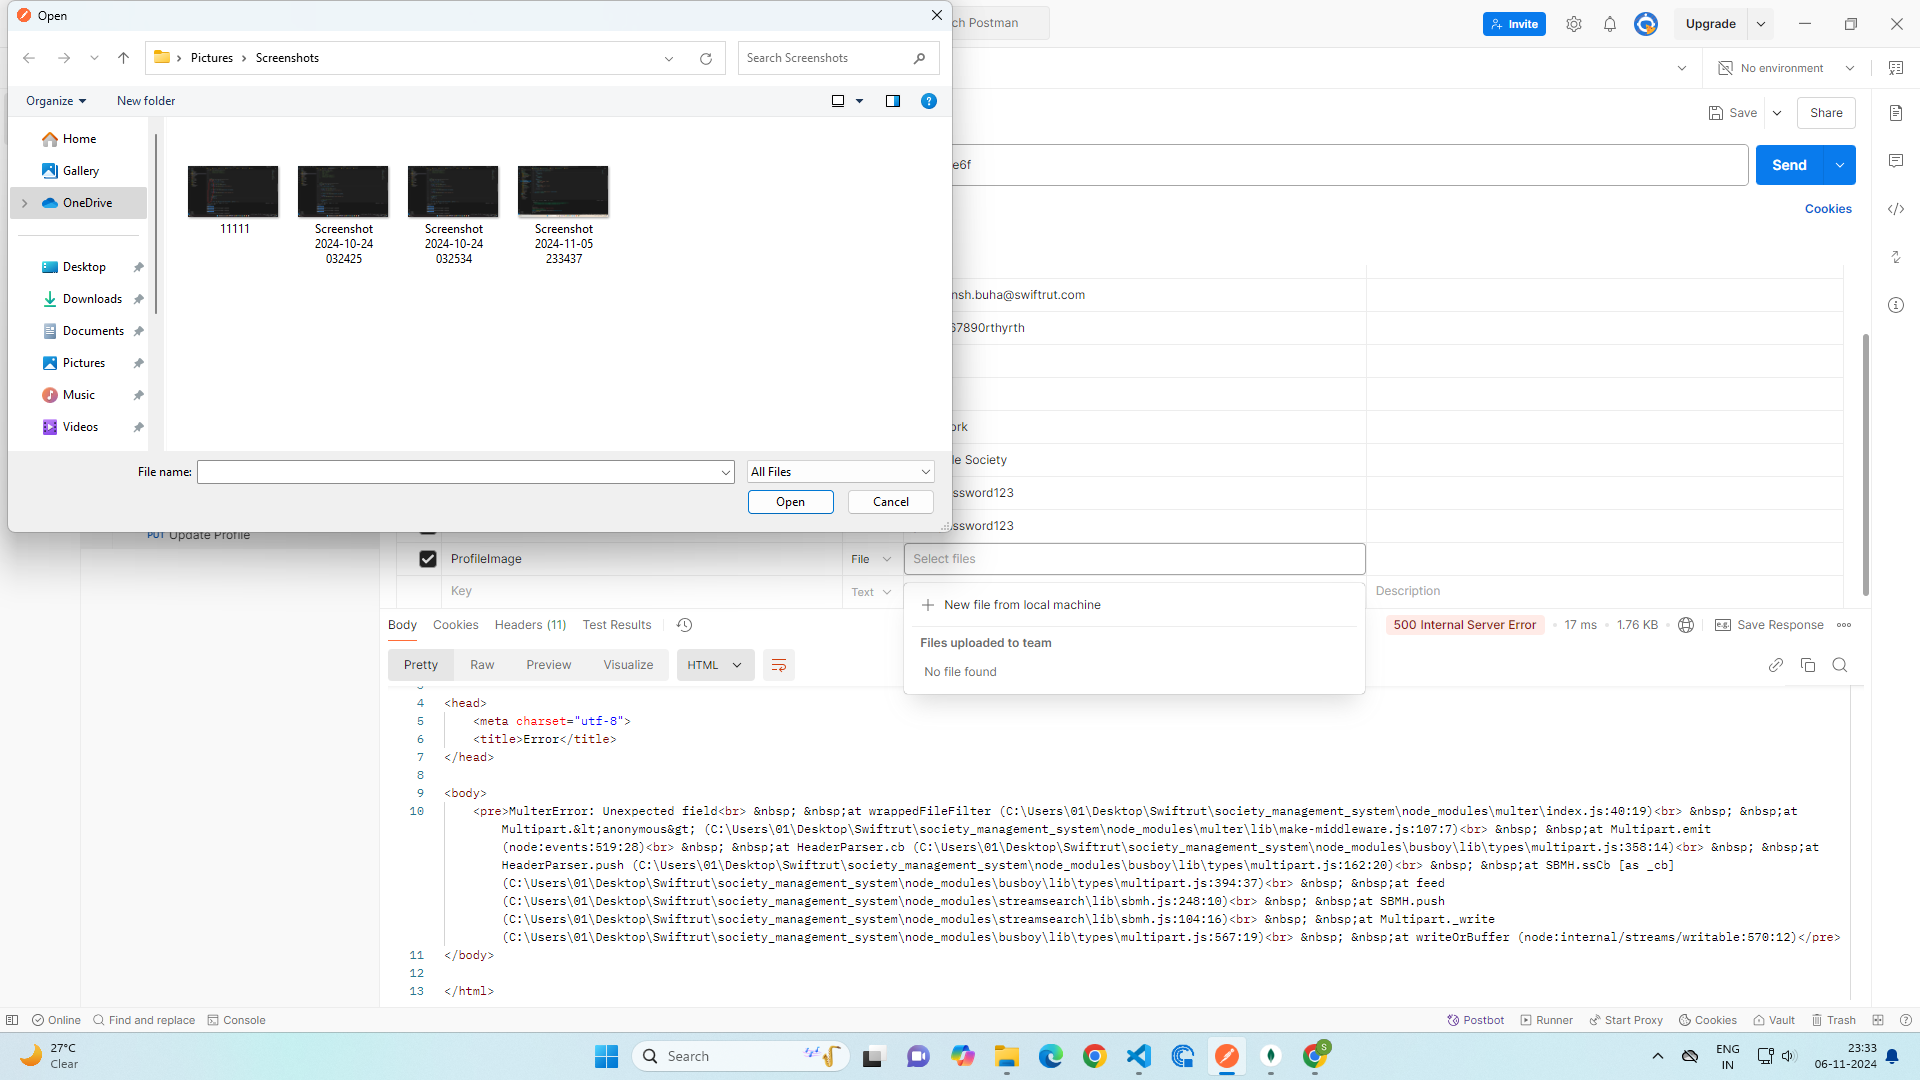 Open
ch Postman
Invite
Upgrade
Pictures
Screenshots
Search Screenshots
No environment
Organize
New folder
Save
Share
Home
Gallery
OneDrive
Desktop
Downloads
Documents
Pictures
Music
Videos
11111
Screenshot
2024-10-24
032425
Screenshot
2024-10-24
032534
Screenshot
2024-11-05
233437
e6f
Send
Cookies
nsh.buha@swiftrut.com
67890rthyrth
ork
le Society
ssword123
ssword123
File name:
All Files
Open
Cancel
PUT Update Profile
ProfileImage
File
Select files
Key
Text
Description
New file from local machine
Files uploaded to team
No file found
Body
Cookies
Headers (11)
Test Results
500 Internal Server Error
17 ms
1.76 KB
e.g.
Save Response
Pretty
Raw
Preview
Visualize
HTML
3
4 <head>
5 <meta charset="utf-8">
6 <title>Error</title>
7 </head>
8
9 <body>
10 <pre>MulterError: Unexpected field<br> &nbsp; &nbsp;at wrappedFileFilter (C:\Users\01\Desktop\Swiftrut\society_management_system\node_modules\multer\index.js:40:19)<br> &nbsp; &nbsp;at
Multipart.&lt;anonymous&gt; (C:\Users\01\Desktop\Swiftrut\society_management_system\node_modules\multer\lib\make-middleware.js:107:7)<br> &nbsp; &nbsp;at Multipart.emit
(node:events:519:28)<br> &nbsp; &nbsp;at HeaderParser.cb (C:\Users\01\Desktop\Swiftrut\society_management_system\node_modules\busboy\lib\types\multipart.js:358:14)<br> &nbsp; &nbsp;at
HeaderParser.push (C:\Users\01\Desktop\Swiftrut\society_management_system\node_modules\busboy\lib\types\multipart.js:162:20)<br> &nbsp; &nbsp;at SBMH.ssCb [as _cb]
(C:\Users\01\Desktop\Swiftrut\society_management_system\node_modules\busboy\lib\types\multipart.js:394:37)<br> &nbsp; &nbsp;at feed
(C:\Users\01\Desktop\Swiftrut\society_management_system\node_modules\streamsearch\lib\sbmh.js:248:10)<br> &nbsp; &nbsp;at SBMH.push
(C:\Users\01\Desktop\Swiftrut\society_management_system\node_modules\streamsearch\lib\sbmh.js:104:16)<br> &nbsp; &nbsp;at Multipart._write
(C:\Users\01\Desktop\Swiftrut\society_management_system\node_modules\busboy\lib\types\multipart.js:567:19)<br> &nbsp; &nbsp;at writeOrBuffer (node:internal/streams/writable:570:12)</pre>
11 </body>
12
13 </html>
Online
Find and replace
Console
Postbot
Runner
Start Proxy
Cookies
Vault
Trash
27°C
Clear
Search
S
ENG
IN
23:33
06-11-2024